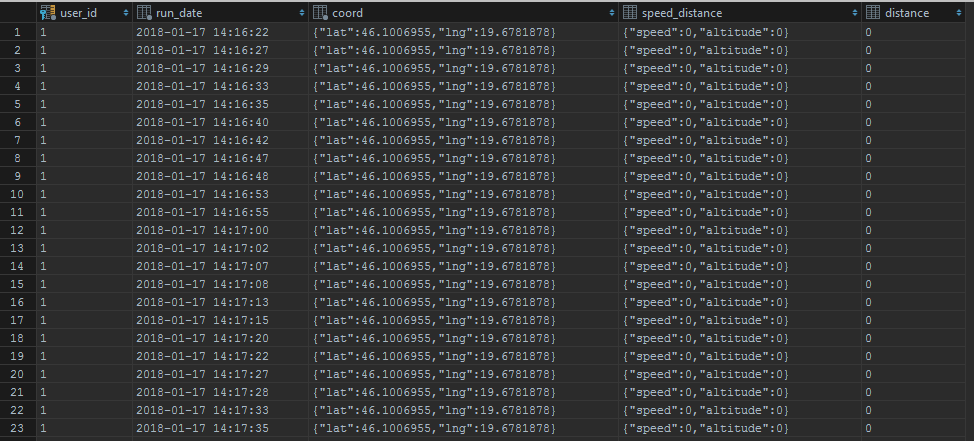 user_id run_date coord speed_distance distance
1 1 2018-01-17 14:16:22 {"lat":46.1006955,"lng":19.6781878} {"speed":0,"altitude":0} 0
2 1 2018-01-17 14:16:27 {"lat":46.1006955,"lng":19.6781878} {"speed":0,"altitude":0} 0
3 1 2018-01-17 14:16:29 {"lat":46.1006955,"lng":19.6781878} {"speed":0,"altitude":0} 0
4 1 2018-01-17 14:16:33 {"lat":46.1006955,"lng":19.6781878} {"speed":0,"altitude":0} 0
5 1 2018-01-17 14:16:35 {"lat":46.1006955,"lng":19.6781878} {"speed":0,"altitude":0} 0
6 1 2018-01-17 14:16:40 {"lat":46.1006955,"lng":19.6781878} {"speed":0,"altitude":0} 0
7 1 2018-01-17 14:16:42 {"lat":46.1006955,"lng":19.6781878} {"speed":0,"altitude":0} 0
8 1 2018-01-17 14:16:47 {"lat":46.1006955,"lng":19.6781878} {"speed":0,"altitude":0} 0
9 1 2018-01-17 14:16:48 {"lat":46.1006955,"lng":19.6781878} {"speed":0,"altitude":0} 0
10 1 2018-01-17 14:16:53 {"lat":46.1006955,"lng":19.6781878} {"speed":0,"altitude":0} 0
11 1 2018-01-17 14:16:55 {"lat":46.1006955,"lng":19.6781878} {"speed":0,"altitude":0} 0
12 1 2018-01-17 14:17:00 {"lat":46.1006955,"lng":19.6781878} {"speed":0,"altitude":0} 0
13 1 2018-01-17 14:17:02 {"lat":46.1006955,"lng":19.6781878} {"speed":0,"altitude":0} 0
14 1 2018-01-17 14:17:07 {"lat":46.1006955,"lng":19.6781878} {"speed":0,"altitude":0} 0
15 1 2018-01-17 14:17:08 {"lat":46.1006955,"lng":19.6781878} {"speed":0,"altitude":0} 0
16 1 2018-01-17 14:17:13 {"lat":46.1006955,"lng":19.6781878} {"speed":0,"altitude":0} 0
17 1 2018-01-17 14:17:15 {"lat":46.1006955,"lng":19.6781878} {"speed":0,"altitude":0} 0
18 1 2018-01-17 14:17:20 {"lat":46.1006955,"lng":19.6781878} {"speed":0,"altitude":0} 0
19 1 2018-01-17 14:17:22 {"lat":46.1006955,"lng":19.6781878} {"speed":0,"altitude":0} 0
20 1 2018-01-17 14:17:27 {"lat":46.1006955,"lng":19.6781878} {"speed":0,"altitude":0} 0
21 1 2018-01-17 14:17:28 {"lat":46.1006955,"lng":19.6781878} {"speed":0,"altitude":0} 0
22 1 2018-01-17 14:17:33 {"lat":46.1006955,"lng":19.6781878} {"speed":0,"altitude":0} 0
23 1 2018-01-17 14:17:35 {"lat":46.1006955,"lng":19.6781878} {"speed":0,"altitude":0} 0